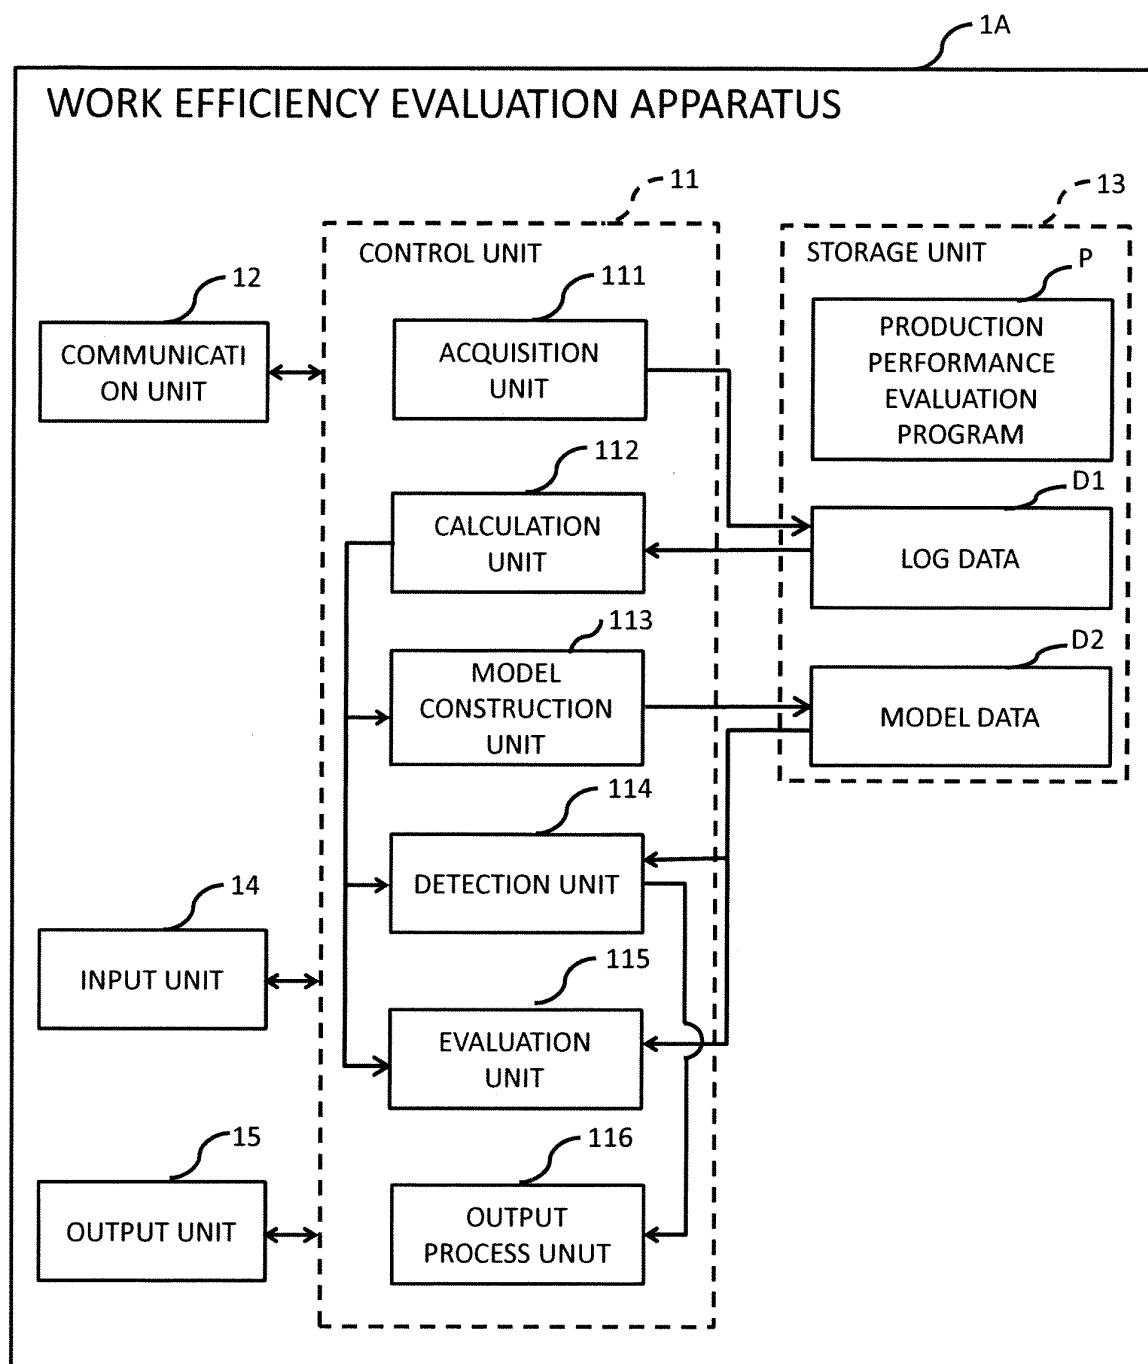 1A
WORK EFFICIENCY EVALUATION APPARATUS
11
13
CONTROL UNIT
STORAGE UNIT
12
COMMUNICATI
ON UNIT
111
ACQUISITION
UNIT
P
PRODUCTION
PERFORMANCE
EVALUATION
PROGRAM
112
CALCULATION
UNIT
D1
LOG DATA
113
MODEL
CONSTRUCTION
UNIT
D2
MODEL DATA
114
DETECTION UNIT
14
INPUT UNIT
115
EVALUATION
UNIT
15
OUTPUT UNIT
116
OUTPUT
PROCESS UNUT